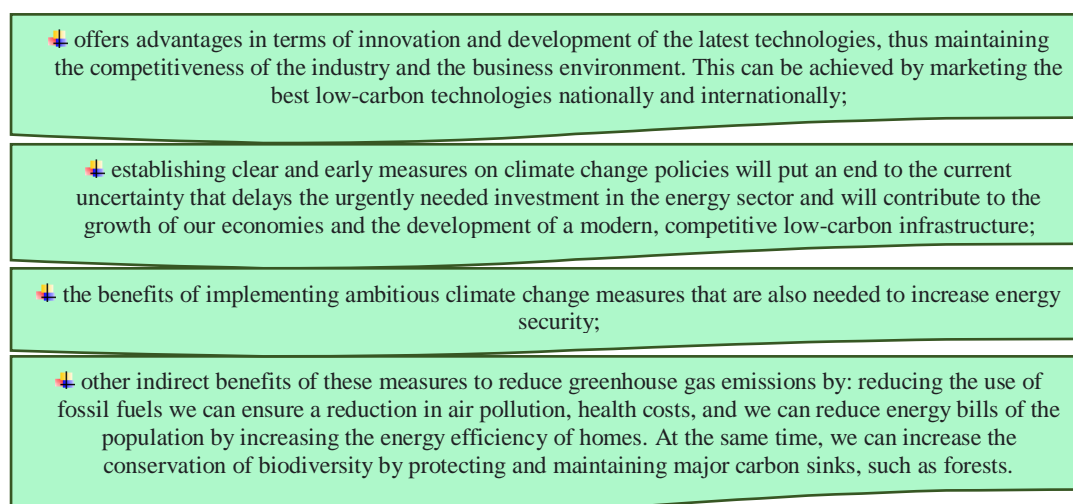 offers advantages in terms of innovation and development of the latest technologies, thus maintaining
the competitiveness of the industry and the business environment. This can be achieved by marketing the
best low-carbon technologies nationally and internationally;
establishing clear and early measures on climate change policies will put an end to the current
uncertainty that delays the urgently needed investment in the energy sector and will contribute to the
growth of our economies and the development of a modern, competitive low-carbon infrastructure;
the benefits of implementing ambitious climate change measures that are also needed to increase energy
security;
other indirect benefits of these measures to reduce greenhouse gas emissions by: reducing the use of
fossil fuels we can ensure a reduction in air pollution, health costs, and we can reduce energy bills of the
population by increasing the energy efficiency of homes. At the same time, we can increase the
conservation of biodiversity by protecting and maintaining major carbon sinks, such as forests.